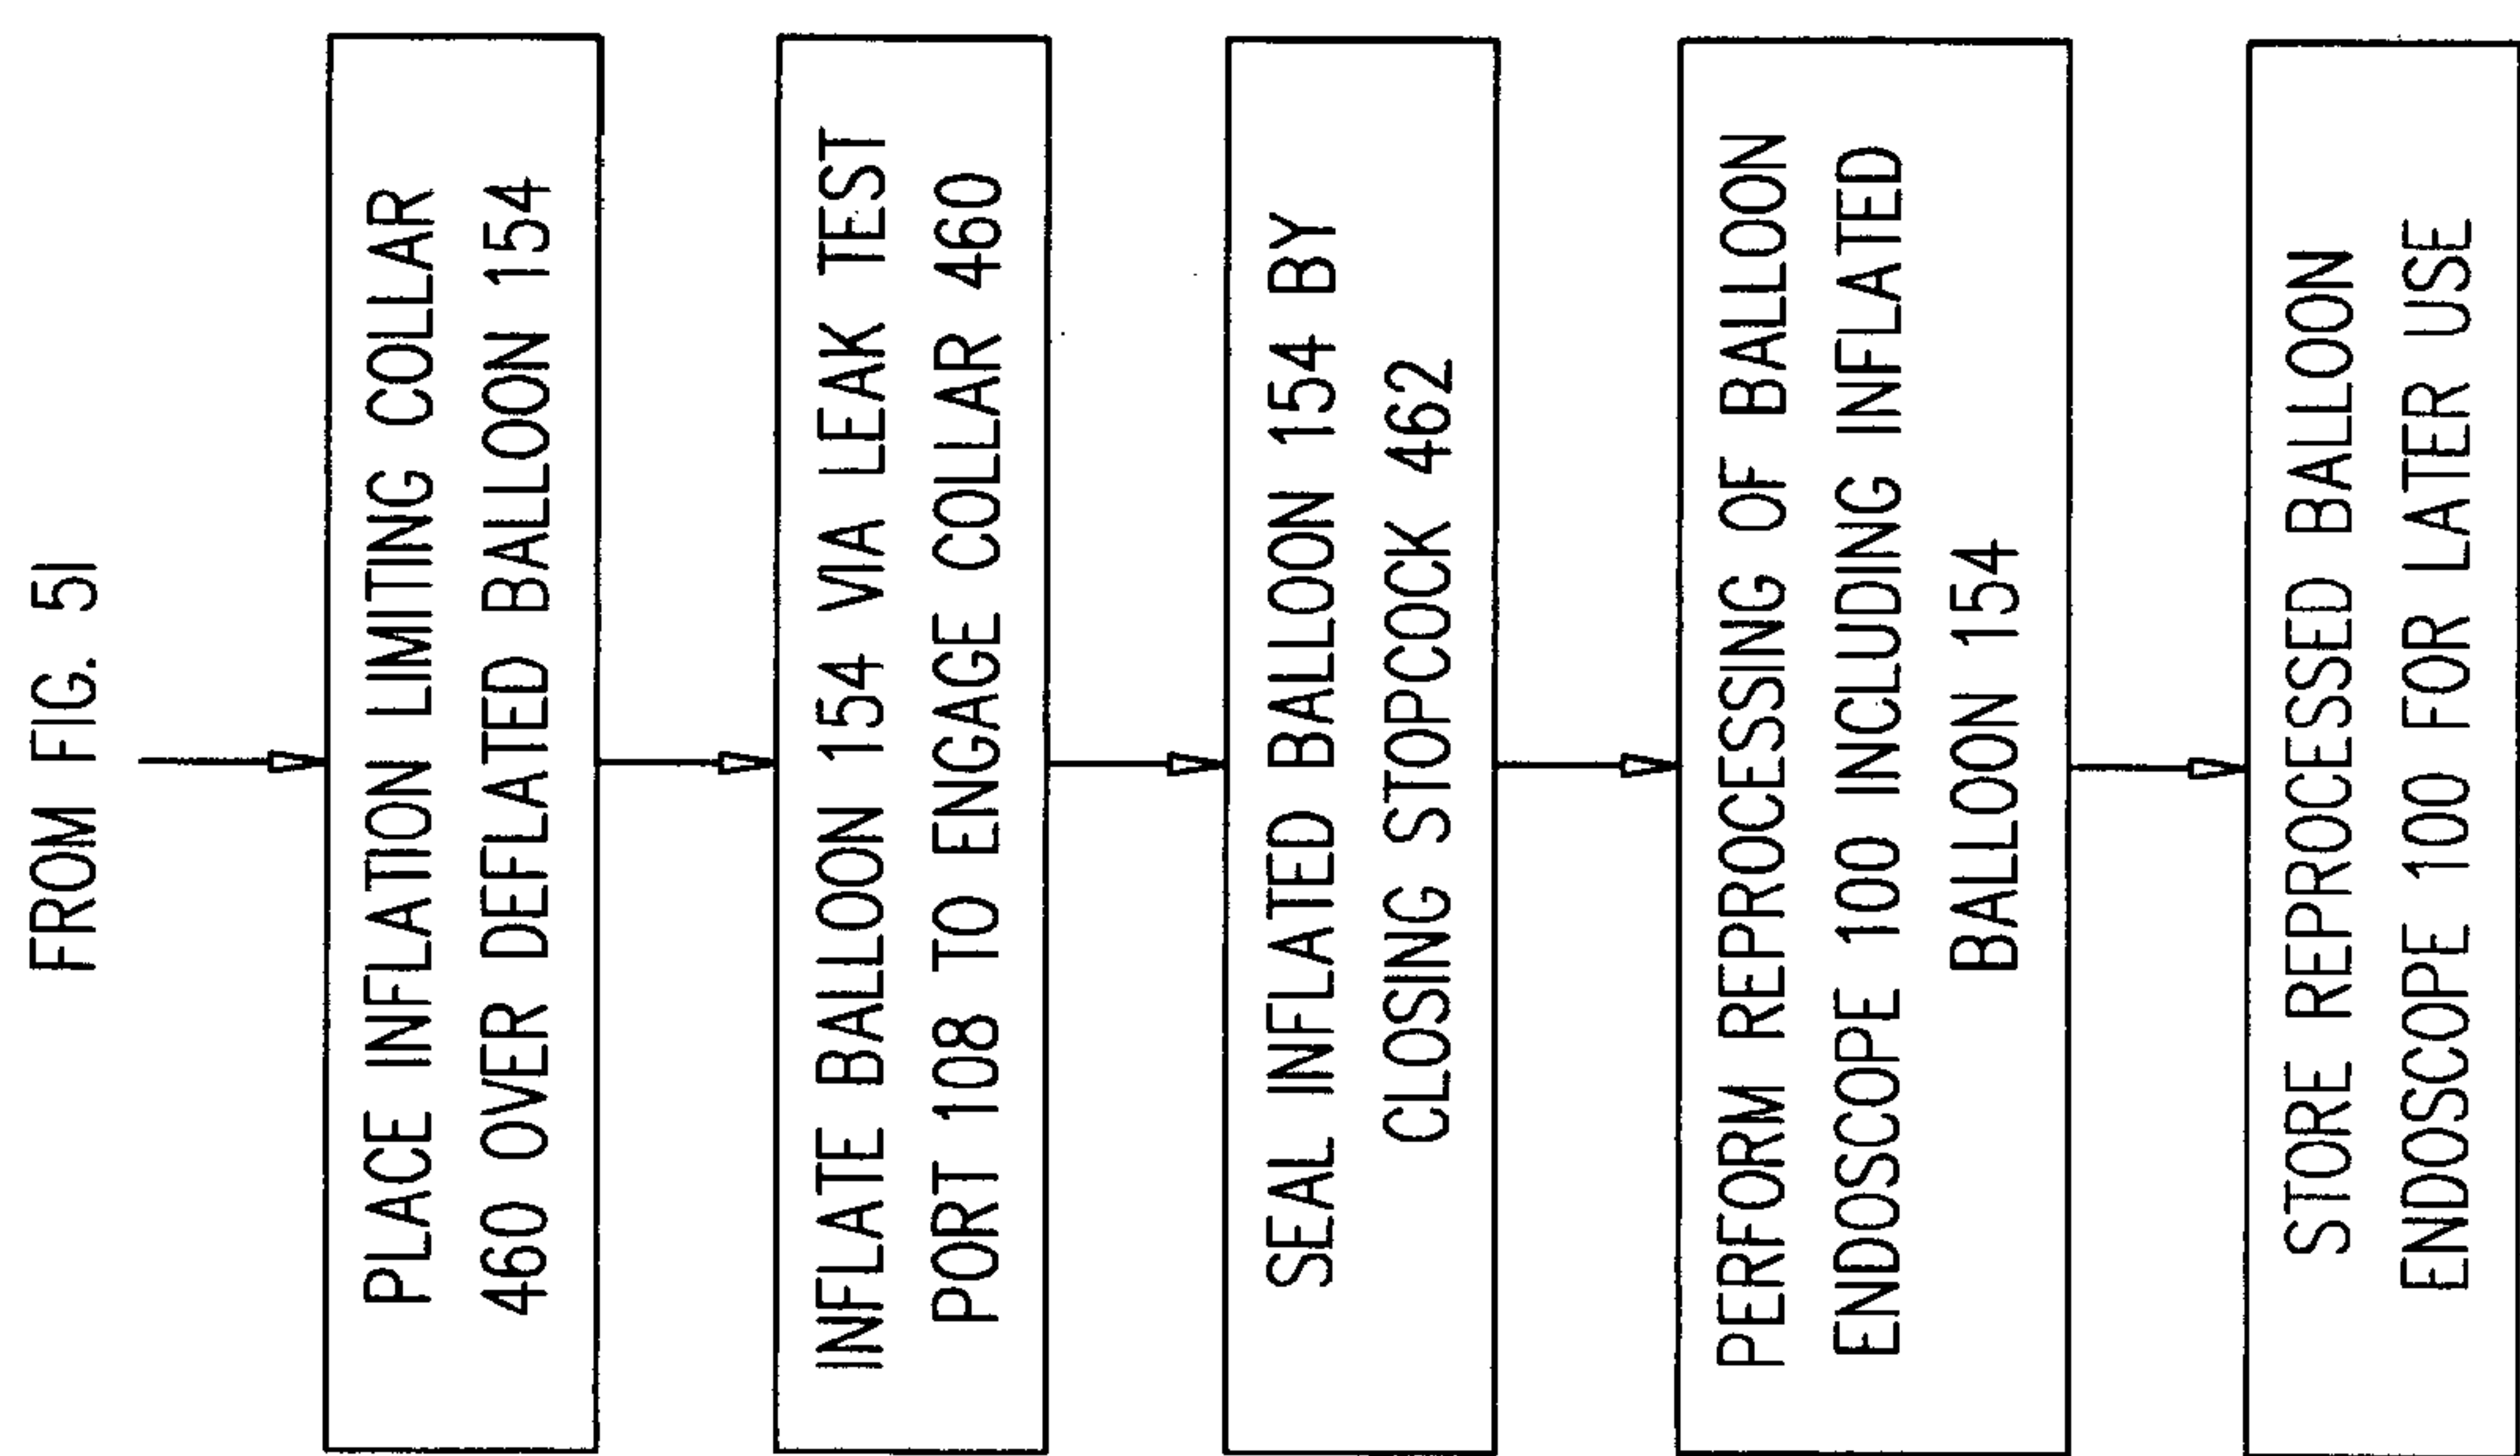 FROM FIG. 5I
PLACE INFLATION LIMITING COLLAR
460 OVER DEFLATED BALLOON 154
INFLATE BALLOON 154 VIA LEAK TEST
PORT 108 TO ENGAGE COLLAR 460
SEAL INFLATED BALLOON 154 BY
CLOSING STOPCOCK 462
PERFORM REPROCESSING OF BALLOON
ENDOSCOPE 100 INCLUDING INFLATED
BALLOON 154
STORE REPROCESSED BALLOON
ENDOSCOPE 100 FOR LATER USE